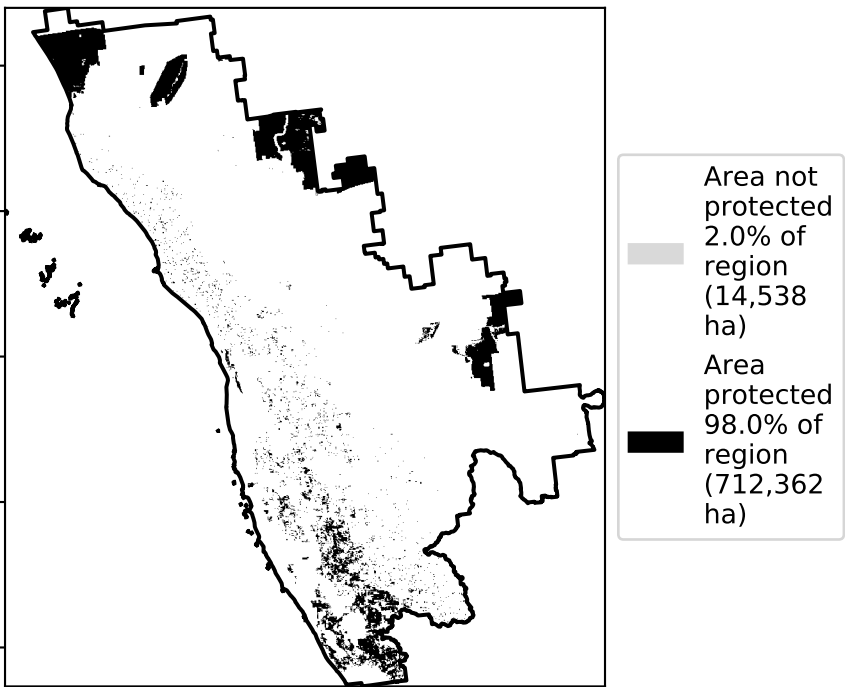 Area not
protected
2.0% of
region
(14,538
ha)
Area
protected
98.0% of
region
(712,362
ha)